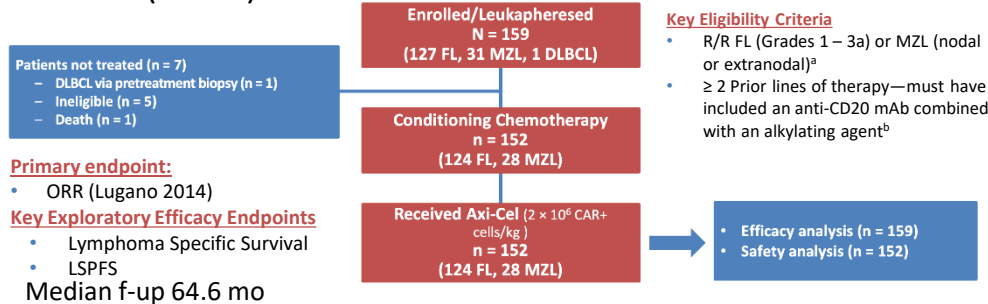 Enrolled/Leukapheresed
N = 159
(127 FL, 31 MZL, 1 DLBCL)
Key Eligibility Criteria
• R/R FL (Grades 1 – 3a) or MZL (nodal
or extranodal)ᵃ
• ≥ 2 Prior lines of therapy—must have
included an anti-CD20 mAb combined
with an alkylating agentᵇ
Patients not treated (n = 7)
– DLBCL via pretreatment biopsy (n = 1)
– Ineligible (n = 5)
– Death (n = 1)
Conditioning Chemotherapy
n = 152
(124 FL, 28 MZL)
Primary endpoint:
• ORR (Lugano 2014)
Key Exploratory Efficacy Endpoints
• Lymphoma Specific Survival
• LSPFS
Median f-up 64.6 mo
Received Axi-Cel (2 × 10⁶ CAR+
cells/kg )
n = 152
(124 FL, 28 MZL)
• Efficacy analysis (n = 159)
• Safety analysis (n = 152)